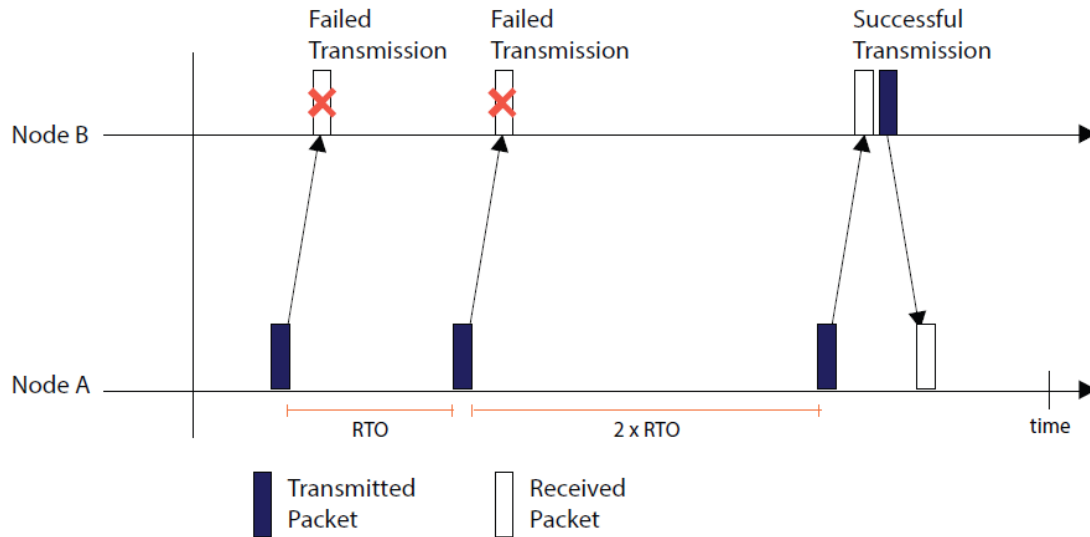 Failed
Transmission
Failed
Transmission
Successful
Transmission
Node B
Node A
RTO
2 x RTO
time
Transmitted
Packet
Received
Packet